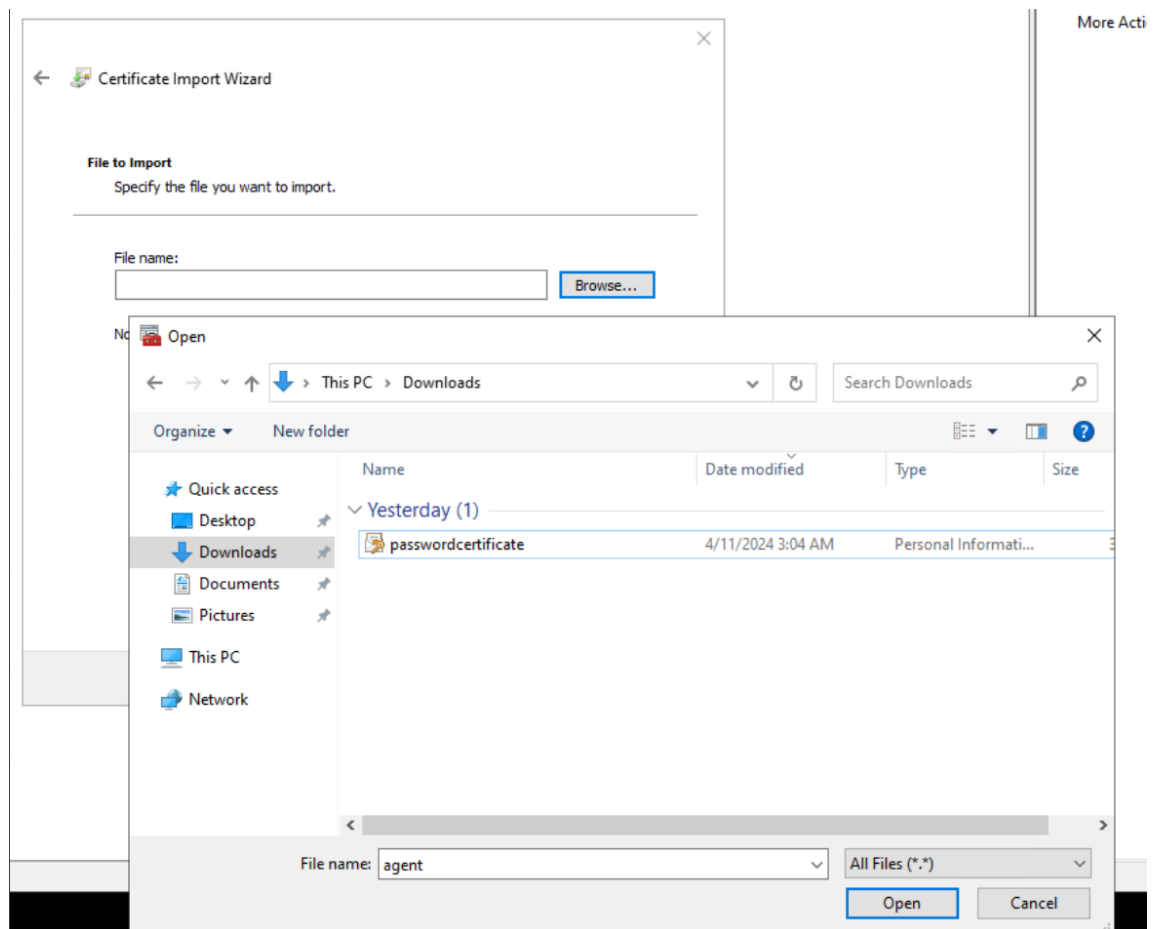 More Acti
Certificate Import Wizard
File to Import
Specify the file you want to import.
File name:
Browse...
No
Open
This PC > Downloads
Search Downloads
Organize
New folder
Name Date modified Type Size
Quick access
Yesterday (1)
Desktop
passwordcertificate 4/11/2024 3:04 AM Personal Informati...
Downloads
Documents
Pictures
This PC
Network
File name: agent All Files (*.*)
Open Cancel